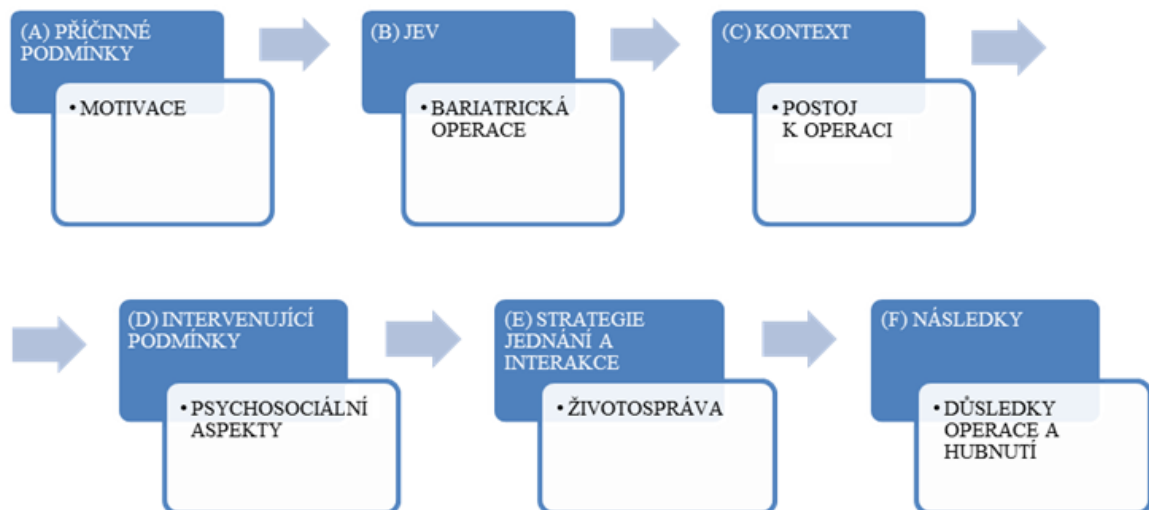 (A) PŘÍČINNÉ
PODMÍNKY
• MOTIVACE
(B) JEV
• BARIATRICKÁ
OPERACE
(C) KONTEXT
• POSTOJ
K OPERACI
(D) INTERVENUJÍCÍ
PODMÍNKY
• PSYCHOSOCIÁLNÍ
ASPEKTY
(E) STRATEGIE
JEDNÁNÍ A
INTERAKCE
• ŽIVOTOSPRÁVA
(F) NÁSLEDKY
• DŮSLEDKY
OPERACE A
HUBNUTÍ